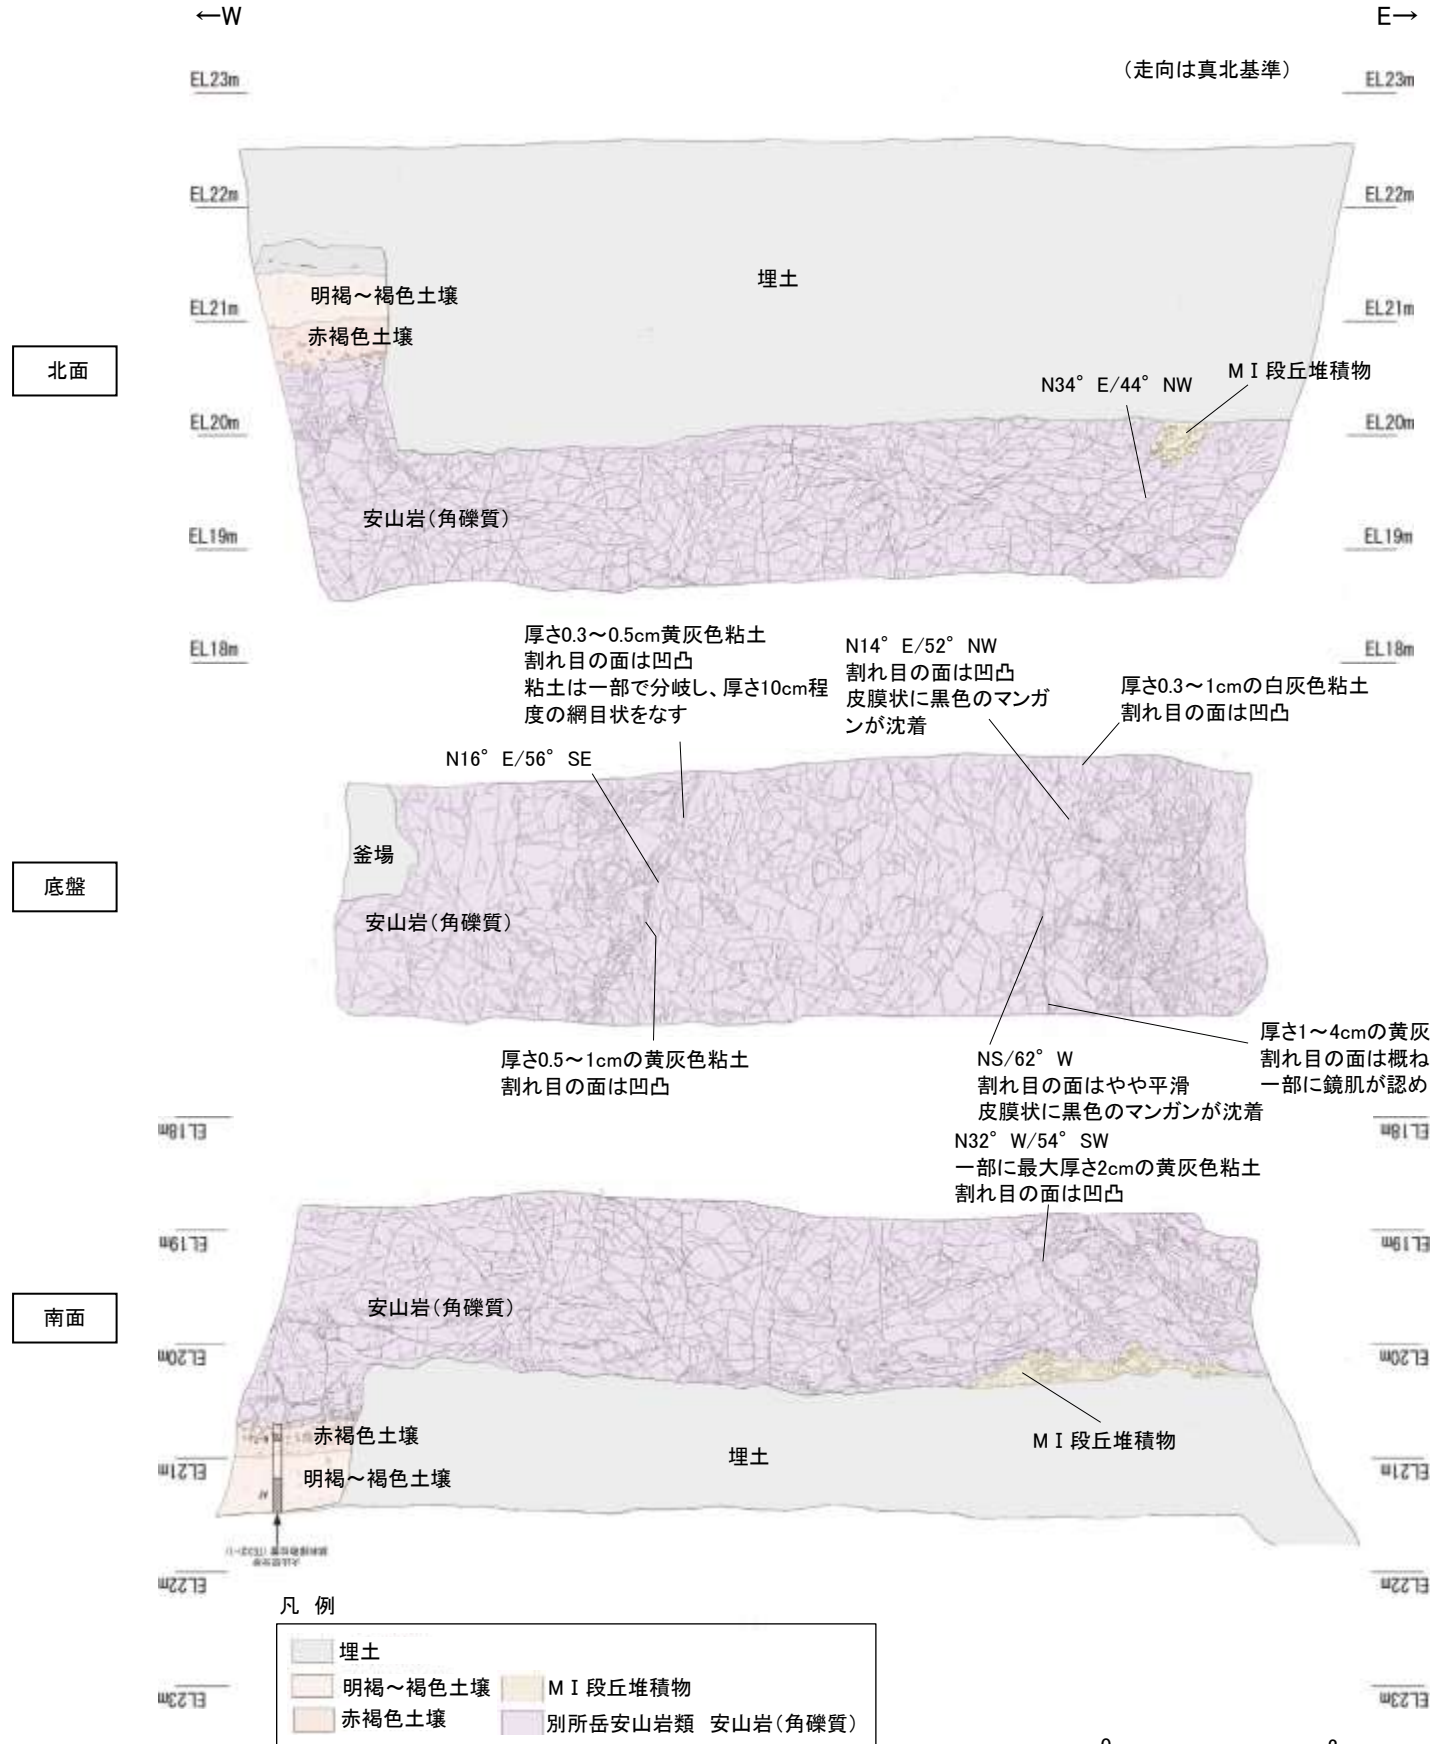 ←W
E→
(走向は真北基準)
EL23m
EL23m
EL22m
EL22m
埋土
明褐～褐色土壌
EL21m
EL21m
赤褐色土壌
北面
MⅠ段丘堆積物
N34°E/44°NW
EL20m
EL20m
安山岩(角礫質)
EL19m
EL19m
EL18m
EL18m
厚さ0.3～0.5cm黄灰色粘土
割れ目の面は凹凸
粘土は一部で分岐し、厚さ10cm程
度の網目状をなす
N14°E/52°NW
割れ目の面は凹凸
皮膜状に黒色のマンガ
ンが沈着
厚さ0.3～1cmの白灰色粘土
割れ目の面は凹凸
N16°E/56°SE
釜場
底盤
安山岩(角礫質)
厚さ0.5～1cmの黄灰色粘土
割れ目の面は凹凸
NS/62°W
割れ目の面はやや平滑
皮膜状に黒色のマンガンが沈着
厚さ1～4cmの黄灰
割れ目の面は概ね
一部に鏡肌が認め
EL18m
EL18m
N32°W/54°SW
一部に最大厚さ2cmの黄灰色粘土
割れ目の面は凹凸
EL19m
EL19m
安山岩(角礫質)
南面
EL20m
EL20m
赤褐色土壌
MⅠ段丘堆積物
埋土
明褐～褐色土壌
EL21m
EL21m
EL22m
EL22m
凡 例
埋土
明褐～褐色土壌
MⅠ段丘堆積物
赤褐色土壌
別所岳安山岩類 安山岩(角礫質)
EL23m
EL23m